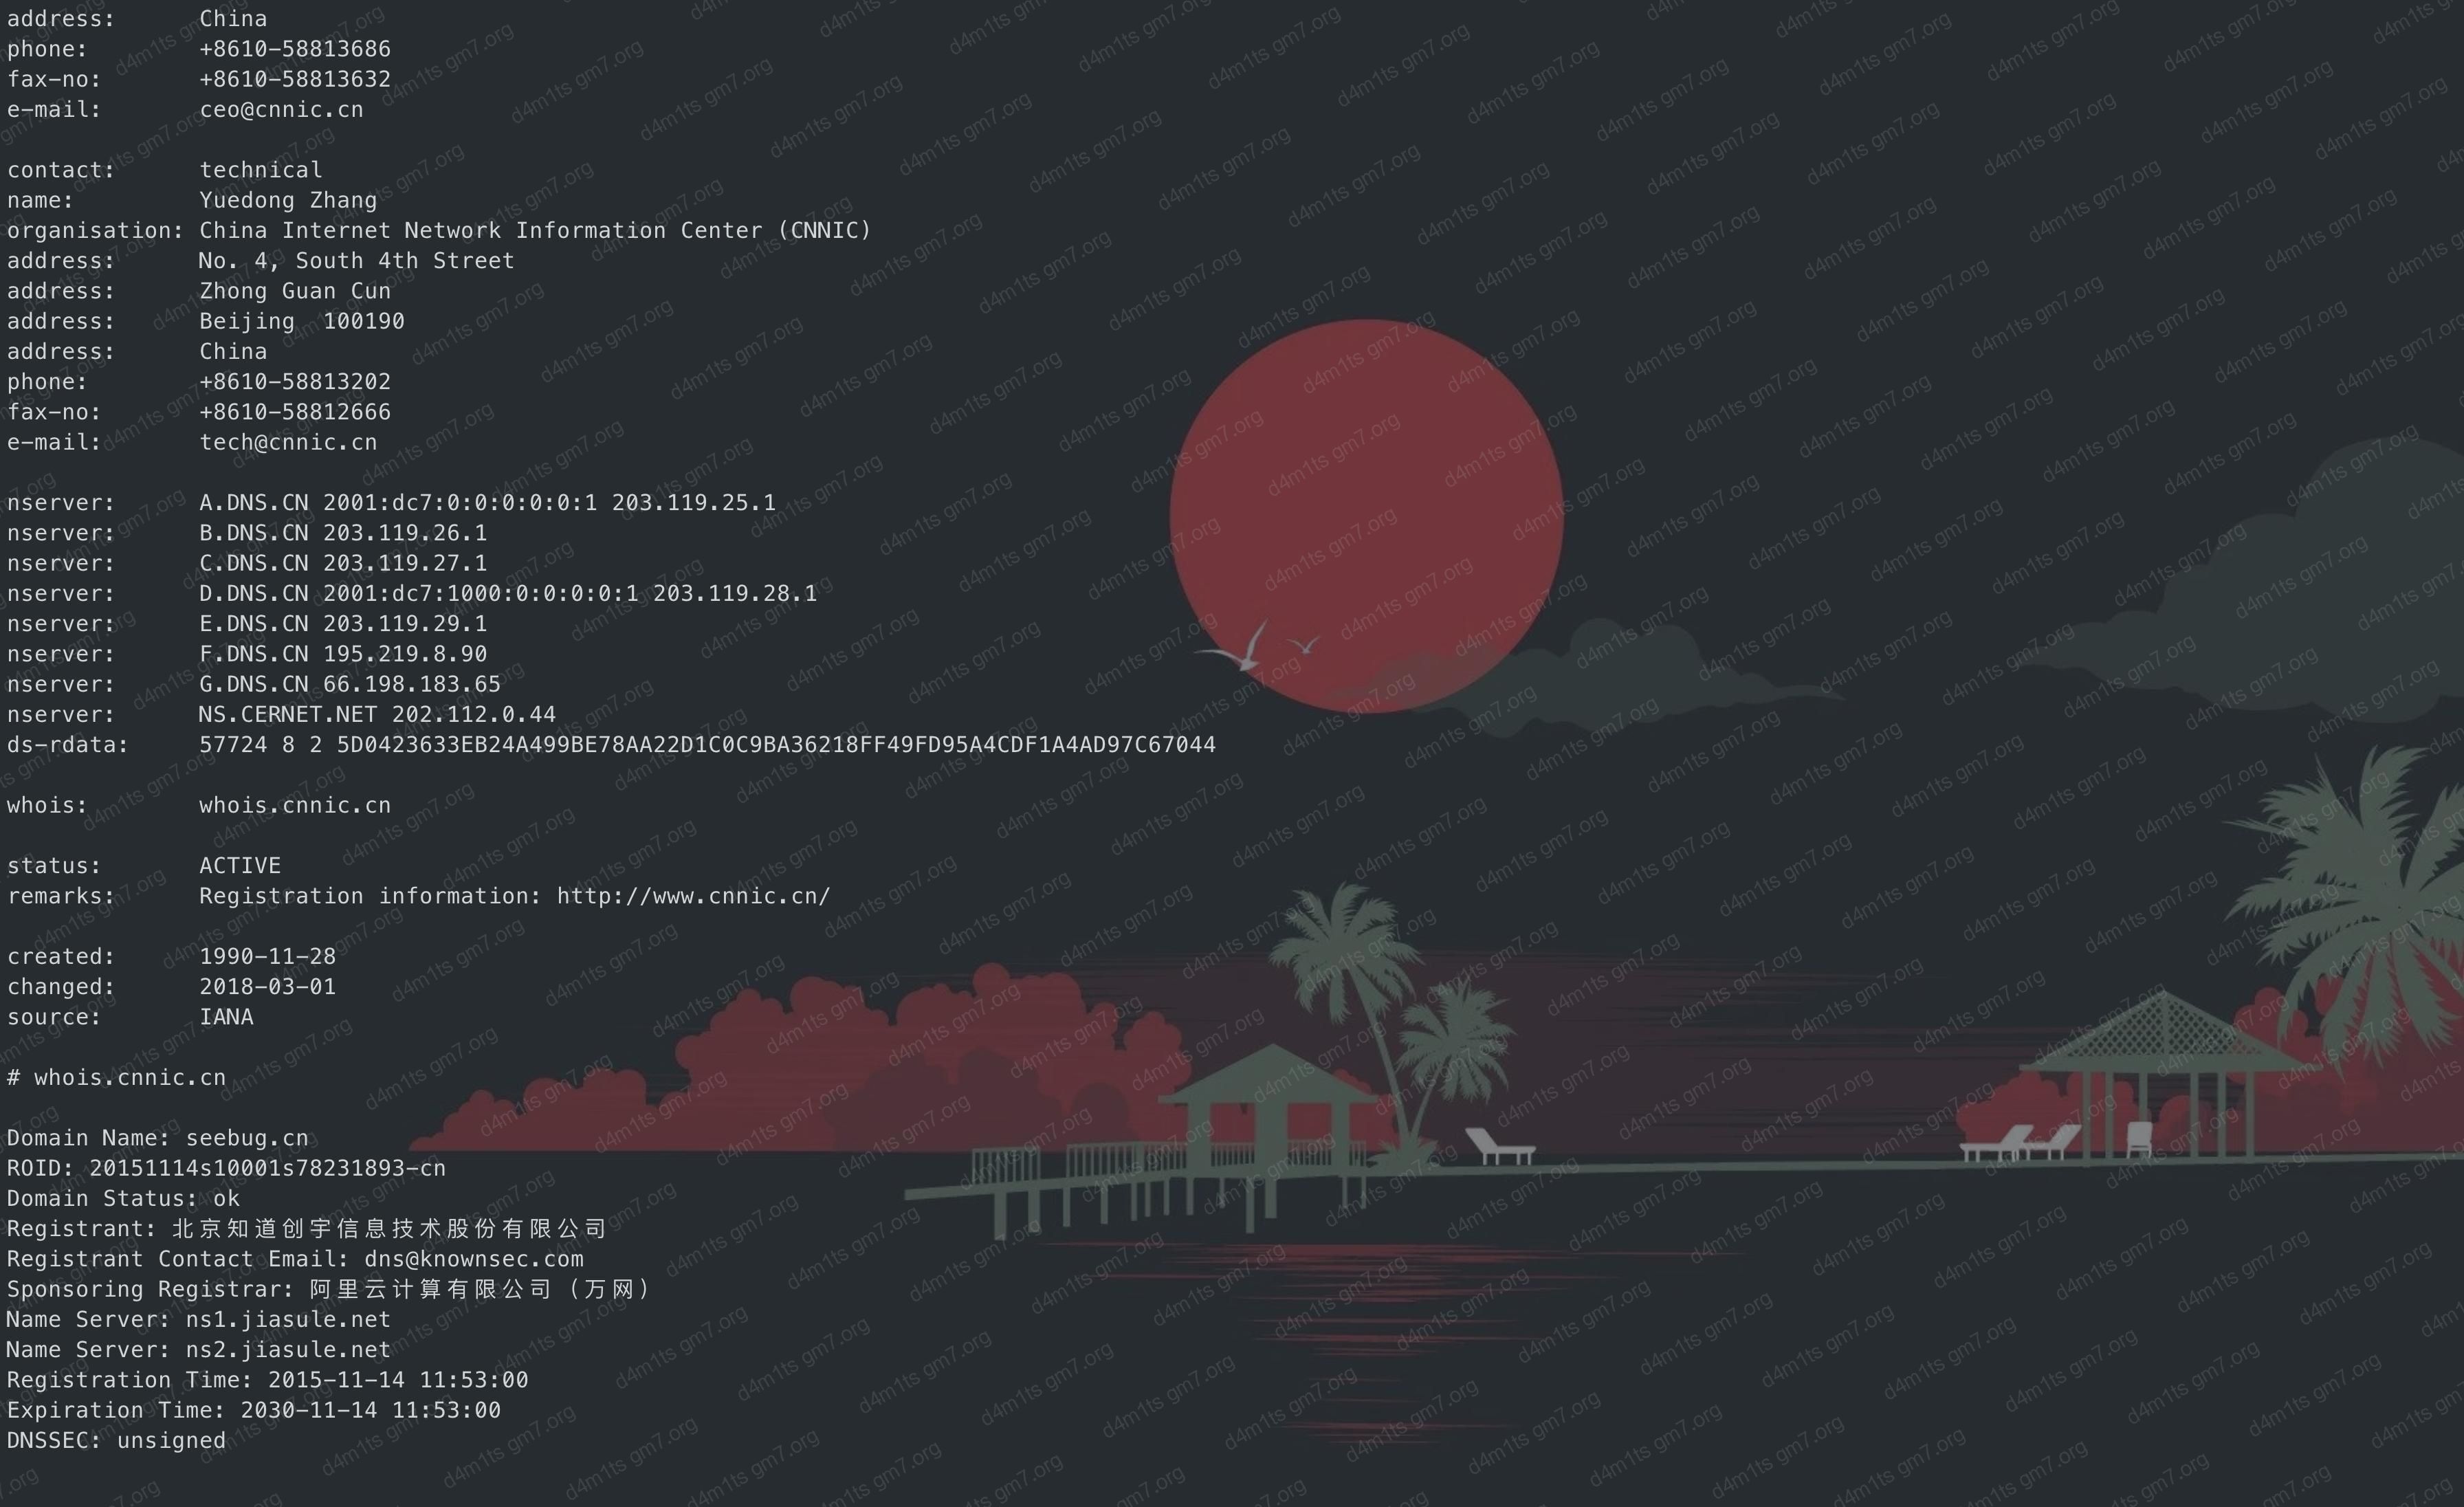 address:      China
phone:        +8610-58813686
fax-no:       +8610-58813632
e-mail:       ceo@cnnic.cn

contact:      technical
name:         Yuedong Zhang
organisation: China Internet Network Information Center (CNNIC)
address:      No. 4, South 4th Street
address:      Zhong Guan Cun
address:      Beijing  100190
address:      China
phone:        +8610-58813202
fax-no:       +8610-58812666
e-mail:       tech@cnnic.cn

nserver:      A.DNS.CN 2001:dc7:0:0:0:0:0:1 203.119.25.1
nserver:      B.DNS.CN 203.119.26.1
nserver:      C.DNS.CN 203.119.27.1
nserver:      D.DNS.CN 2001:dc7:1000:0:0:0:0:1 203.119.28.1
nserver:      E.DNS.CN 203.119.29.1
nserver:      F.DNS.CN 195.219.8.90
nserver:      G.DNS.CN 66.198.183.65
nserver:      NS.CERNET.NET 202.112.0.44
ds-rdata:     57724 8 2 5D0423633EB24A499BE78AA22D1C0C9BA36218FF49FD95A4CDF1A4AD97C67044

whois:        whois.cnnic.cn

status:       ACTIVE
remarks:      Registration information: http://www.cnnic.cn/

created:      1990-11-28
changed:      2018-03-01
source:       IANA

# whois.cnnic.cn

Domain Name: seebug.cn
ROID: 20151114s10001s78231893-cn
Domain Status: ok
Registrant: 北京知道创宇信息技术股份有限公司
Registrant Contact Email: dns@knownsec.com
Sponsoring Registrar: 阿里云计算有限公司（万网）
Name Server: ns1.jiasule.net
Name Server: ns2.jiasule.net
Registration Time: 2015-11-14 11:53:00
Expiration Time: 2030-11-14 11:53:00
DNSSEC: unsigned
d4m1ts gm7.org